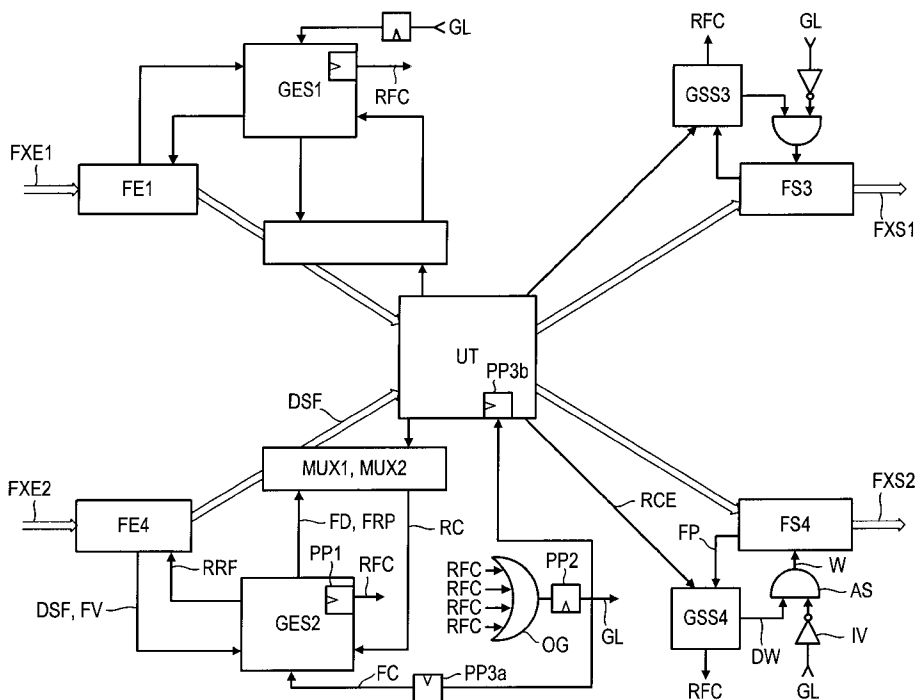 GL
RFC
GL
GES1
RFC
GSS3
FXE1
FE1
FS3
FXS1
UT
PP3b
DSF
MUX1, MUX2
FXE2
FE4
FD, FRP
RC
RCE
FXS2
FS4
FP
W
AS
RRF
PP1
RFC
DSF, FV
GES2
RFC
RFC
RFC
RFC
PP2
OG
GL
GSS4
DW
IV
FC
PP3a
RFC
GL